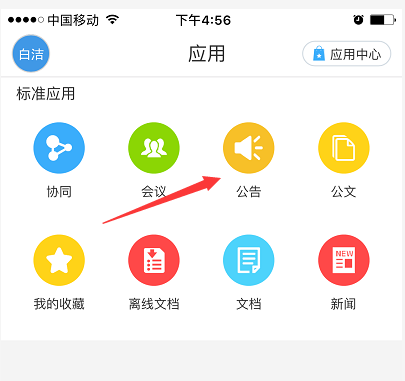 中国移动 下午4:56
白洁 应用 应用中心
标准应用
协同 会议 公告 公文
NEWS
我的收藏 离线文档 文档 新闻